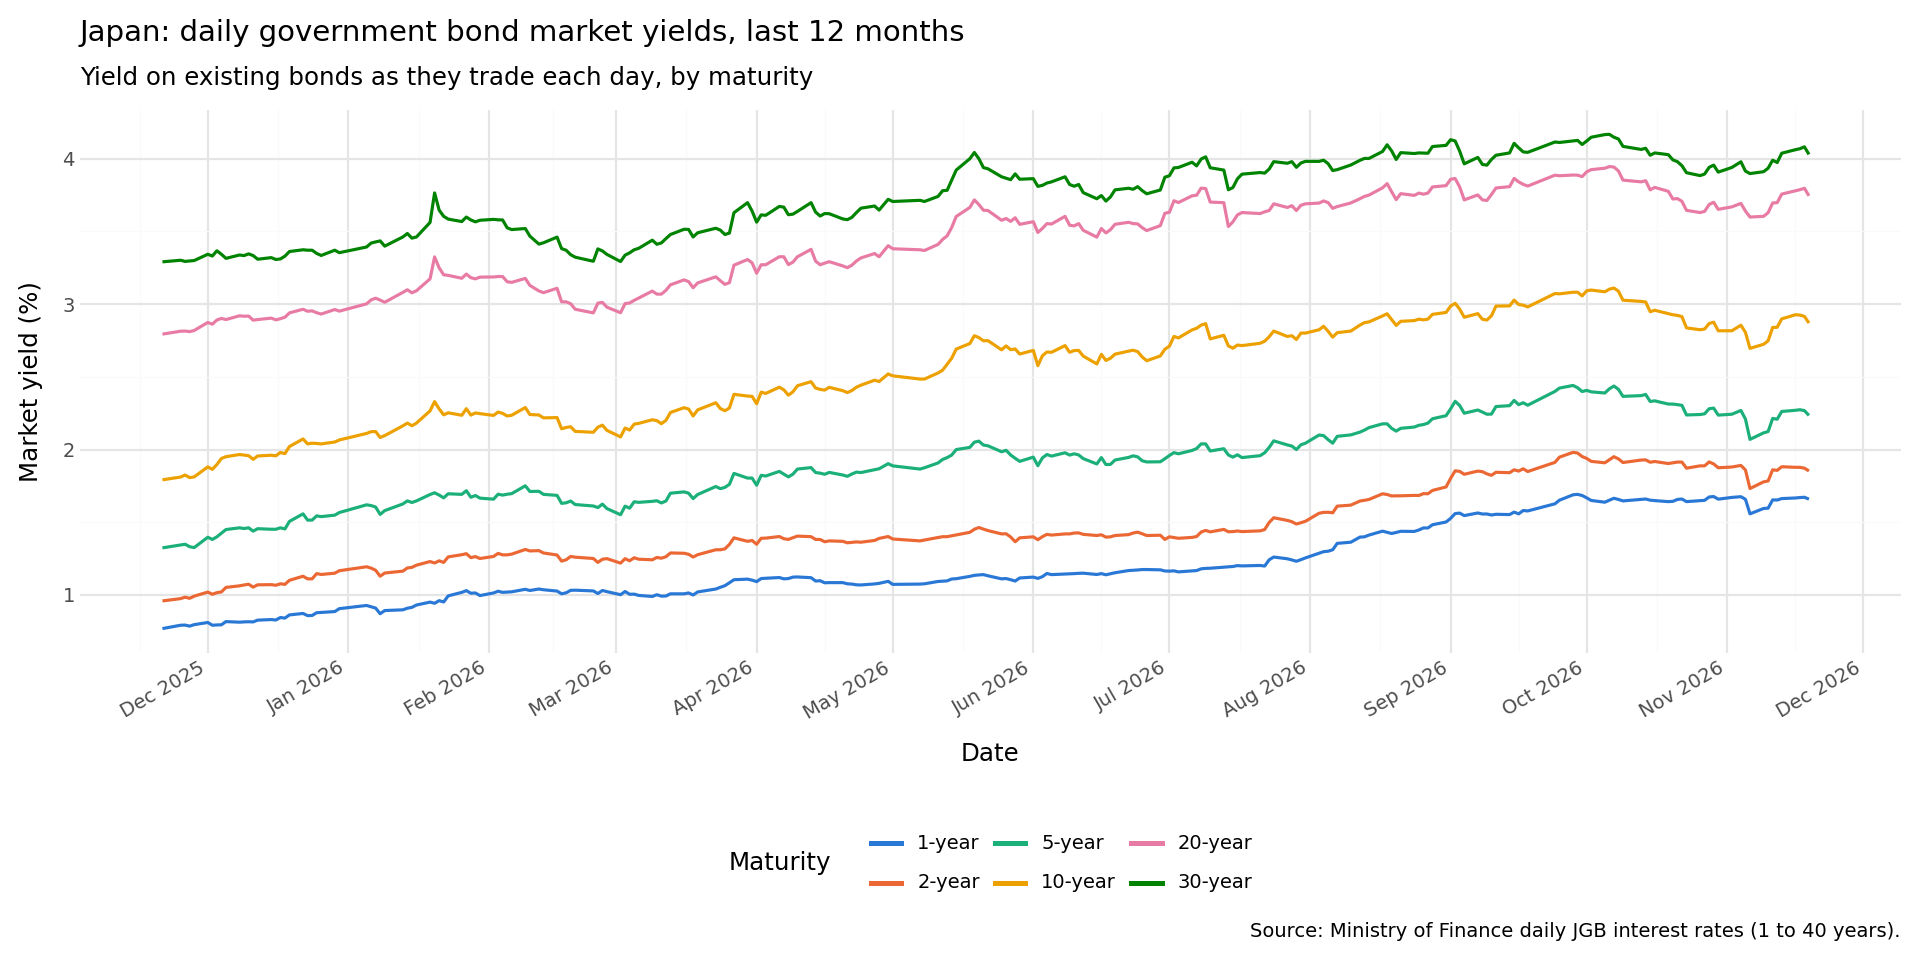 Japan: daily government bond market yields, last 12 months
Yield on existing bonds as they trade each day, by maturity
Market yield (%)
4
3
2
1
Dec 2025
Jan 2026
Feb 2026
Mar 2026
Apr 2026
May 2026
Jun 2026
Jul 2026
Aug 2026
Sep 2026
Oct 2026
Nov 2026
Dec 2026
Date
Maturity
1-year
5-year
20-year
2-year
10-year
30-year
Source: Ministry of Finance daily JGB interest rates (1 to 40 years).